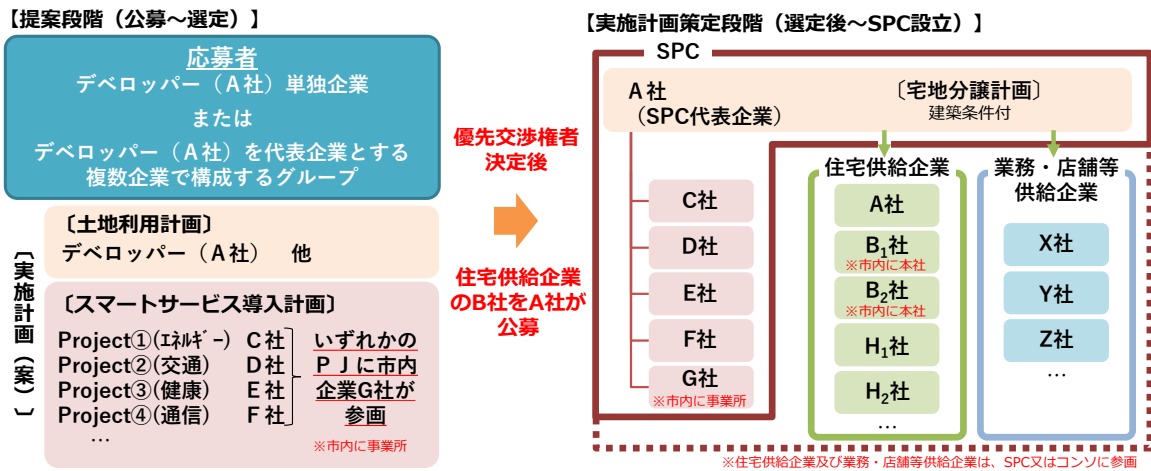 【提案段階（公募～選定）】
応募者
デベロッパー（A社）単独企業
または
デベロッパー（A社）を代表企業とする
複数企業で構成するグループ
〔実施計画（案）〕
〔土地利用計画〕
デベロッパー（A社）　他
〔スマートサービス導入計画〕
Project①(ｴﾈﾙｷﾞｰ)　C社
Project②(交通)　D社
Project③(健康)　E社
Project④(通信)　F社
…
いずれかの
ＰＪに市内
企業G社が
参画
※市内に事業所
優先交渉権者
決定後
住宅供給企業
のB社をA社が
公募
【実施計画策定段階（選定後～SPC設立）】
SPC
A社
（SPC代表企業）
〔宅地分譲計画〕
建築条件付
C社
D社
E社
F社
G社
※市内に事業所
住宅供給企業
A社
B₁社
※市内に本社
B₂社
※市内に本社
H₁社
H₂社
…
業務・店舗等
供給企業
X社
Y社
Z社
…
※住宅供給企業及び業務・店舗等供給企業は、SPC又はコンソに参画